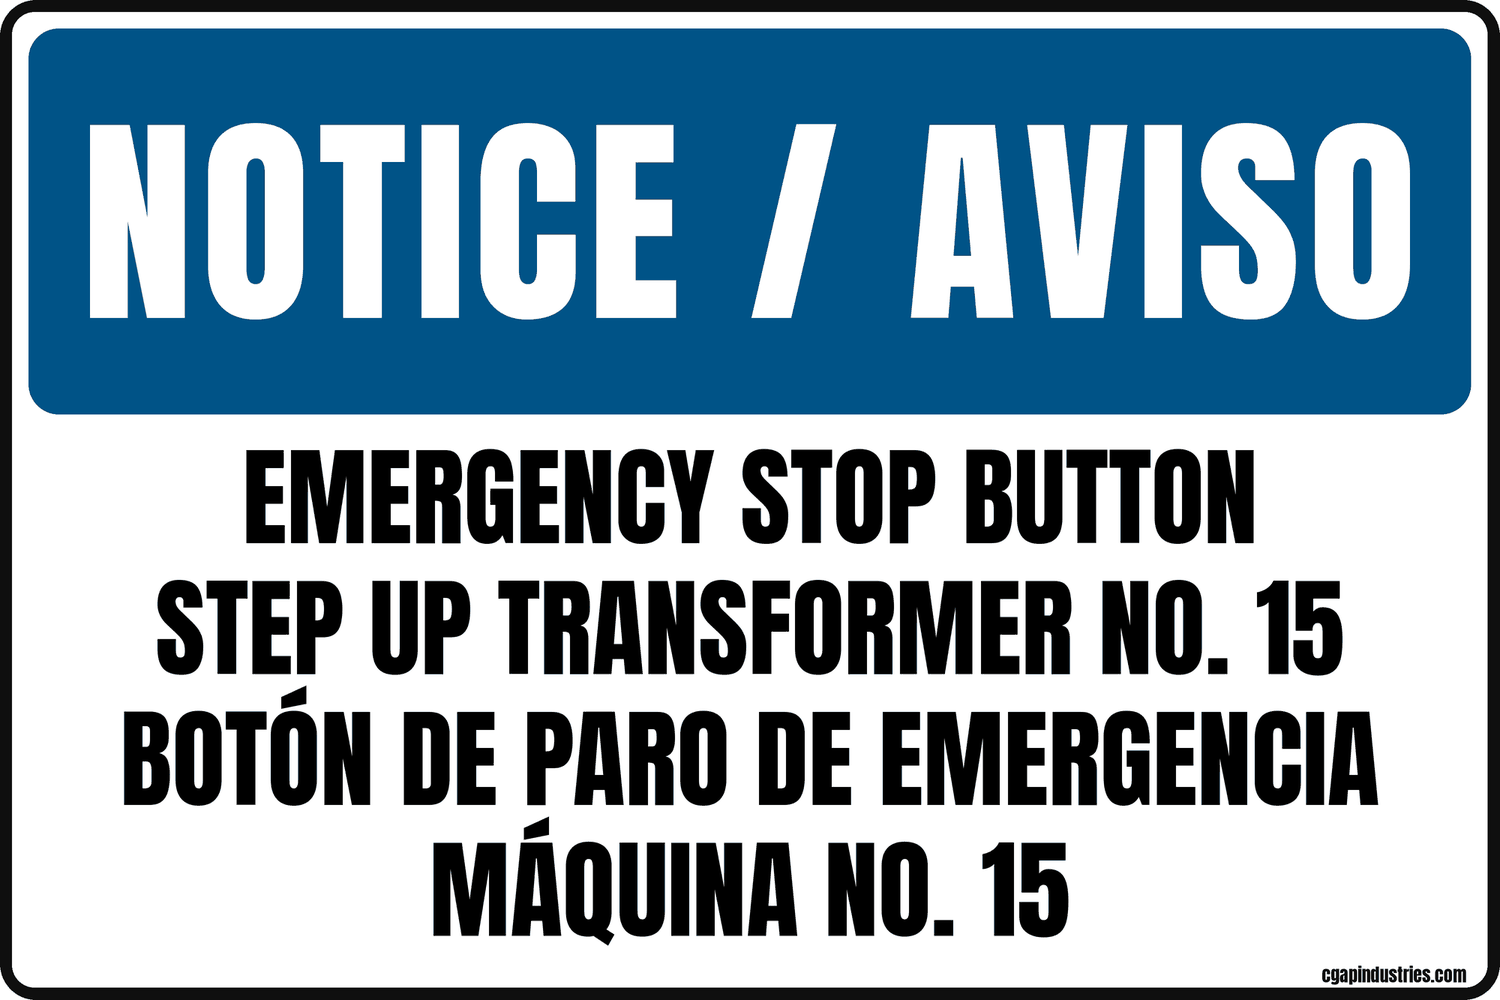 NOTICE / AVISO
EMERGENCY STOP BUTTON
STEP UP TRANSFORMER NO. 15
BOTÓN DE PARO DE EMERGENCIA
MÁQUINA NO. 15
cgapindustries.com